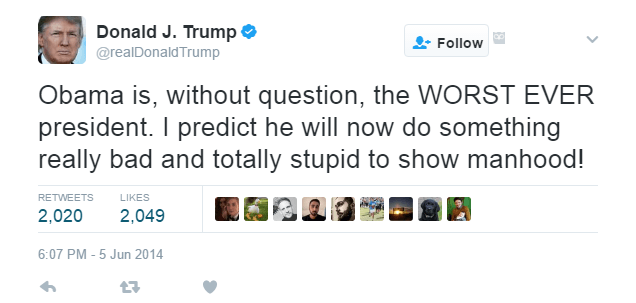 Donald J. Trump
@realDonaldTrump
Follow
Obama is, without question, the WORST EVER
president. I predict he will now do something
really bad and totally stupid to show manhood!
RETWEETS LIKES
2,020 2,049
6:07 PM - 5 Jun 2014